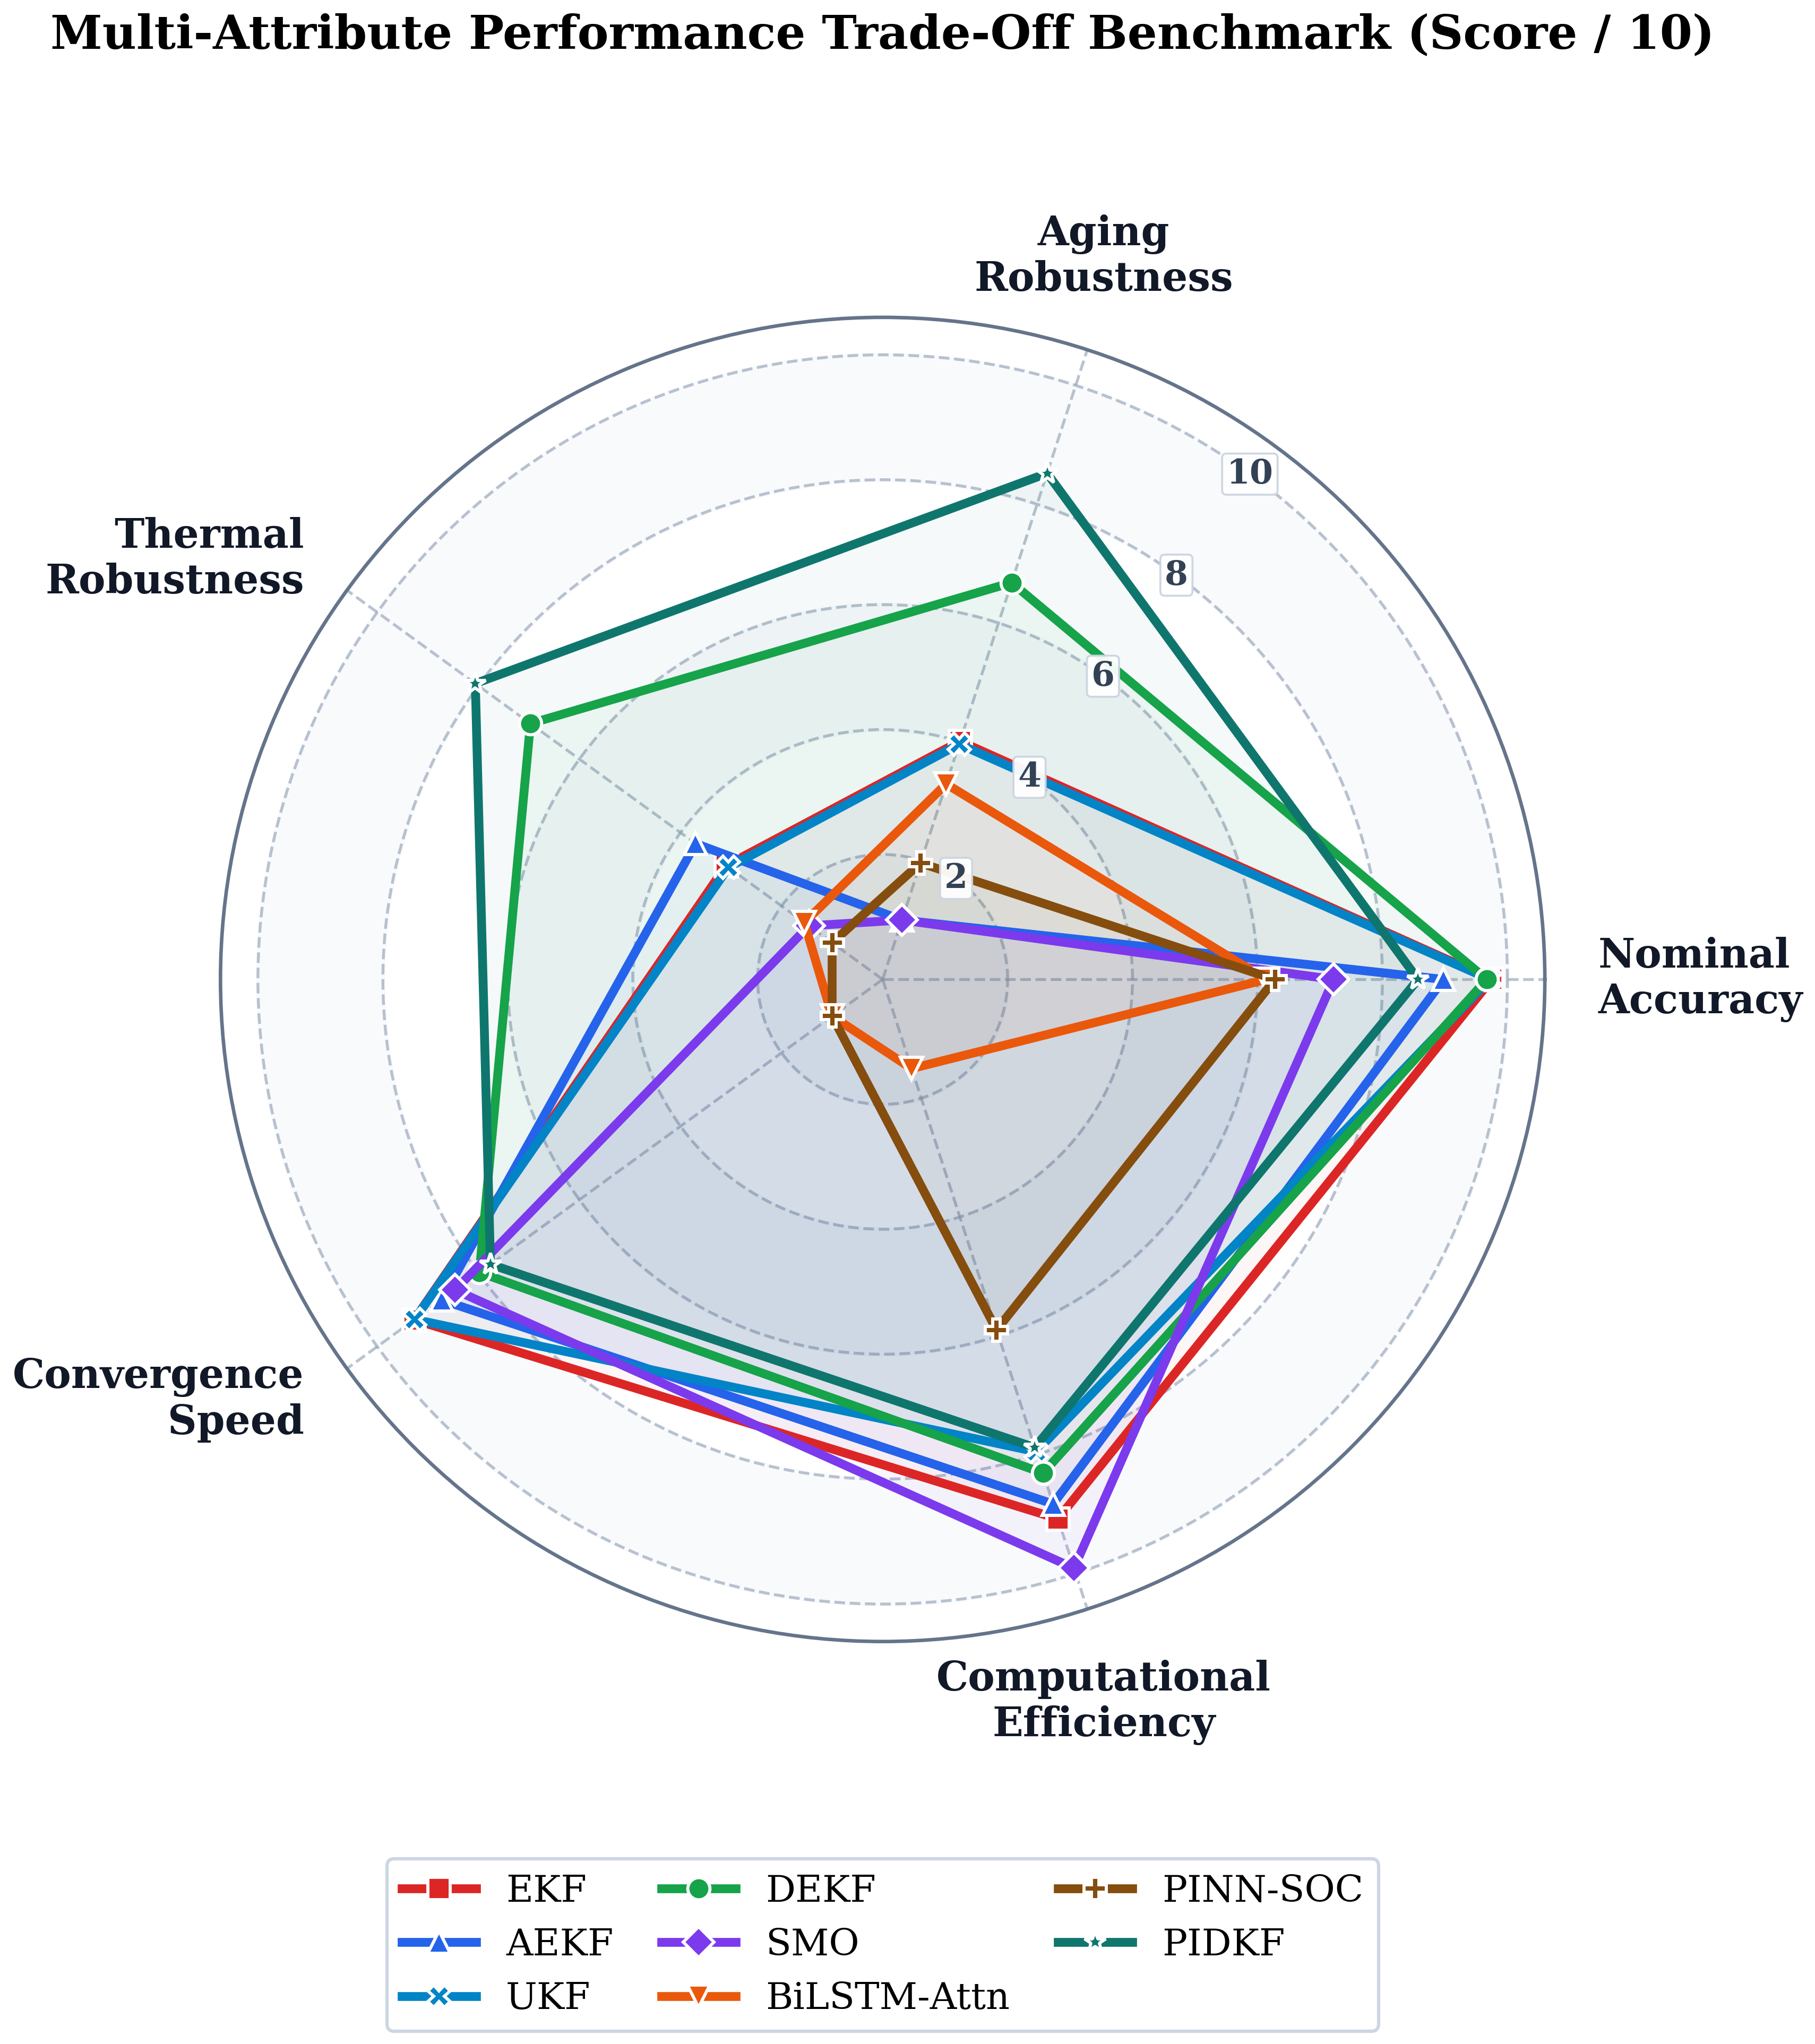 Multi-Attribute Performance Trade-Off Benchmark (Score / 10)
Aging
Robustness
Thermal
Robustness
10
8
6
4
2
Nominal
Accuracy
Convergence
Speed
Computational
Efficiency
EKF
AEKF
UKF
DEKF
SMO
BiLSTM-Attn
PINN-SOC
PIDKF